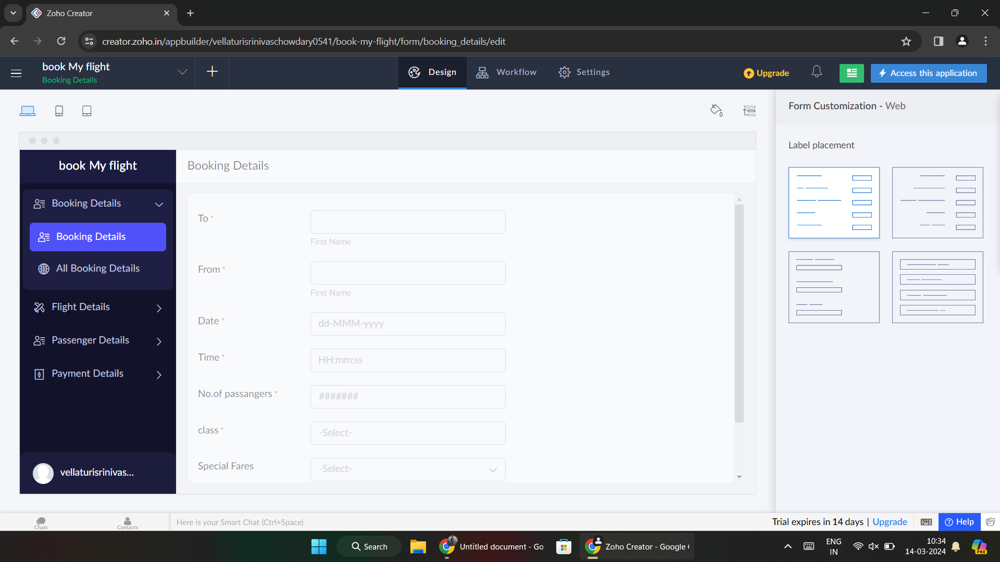 Zoho Creator
creator.zoho.in/appbuilder/vellaturisrinivaschowdary0541/book-my-flight/form/booking_details/edit
book My flight
Booking Details
Design
Workflow
Settings
Upgrade
Access this application
Form Customization - Web
Label placement
book My flight
Booking Details
Booking Details
All Booking Details
Flight Details
Passenger Details
Payment Details
vellaturisrinivas...
Booking Details
To *
First Name
From *
First Name
Date *
dd-MMM-yyyy
Time *
HH:mm:ss
No.of passangers *
#######
class *
-Select-
Special Fares
-Select-
Chats
Contacts
Here is your Smart Chat (Ctrl+Space)
Trial expires in 14 days | Upgrade
Help
Search
Untitled document - Go
Zoho Creator - Google
ENG
IN
10:34
14-03-2024
PRE